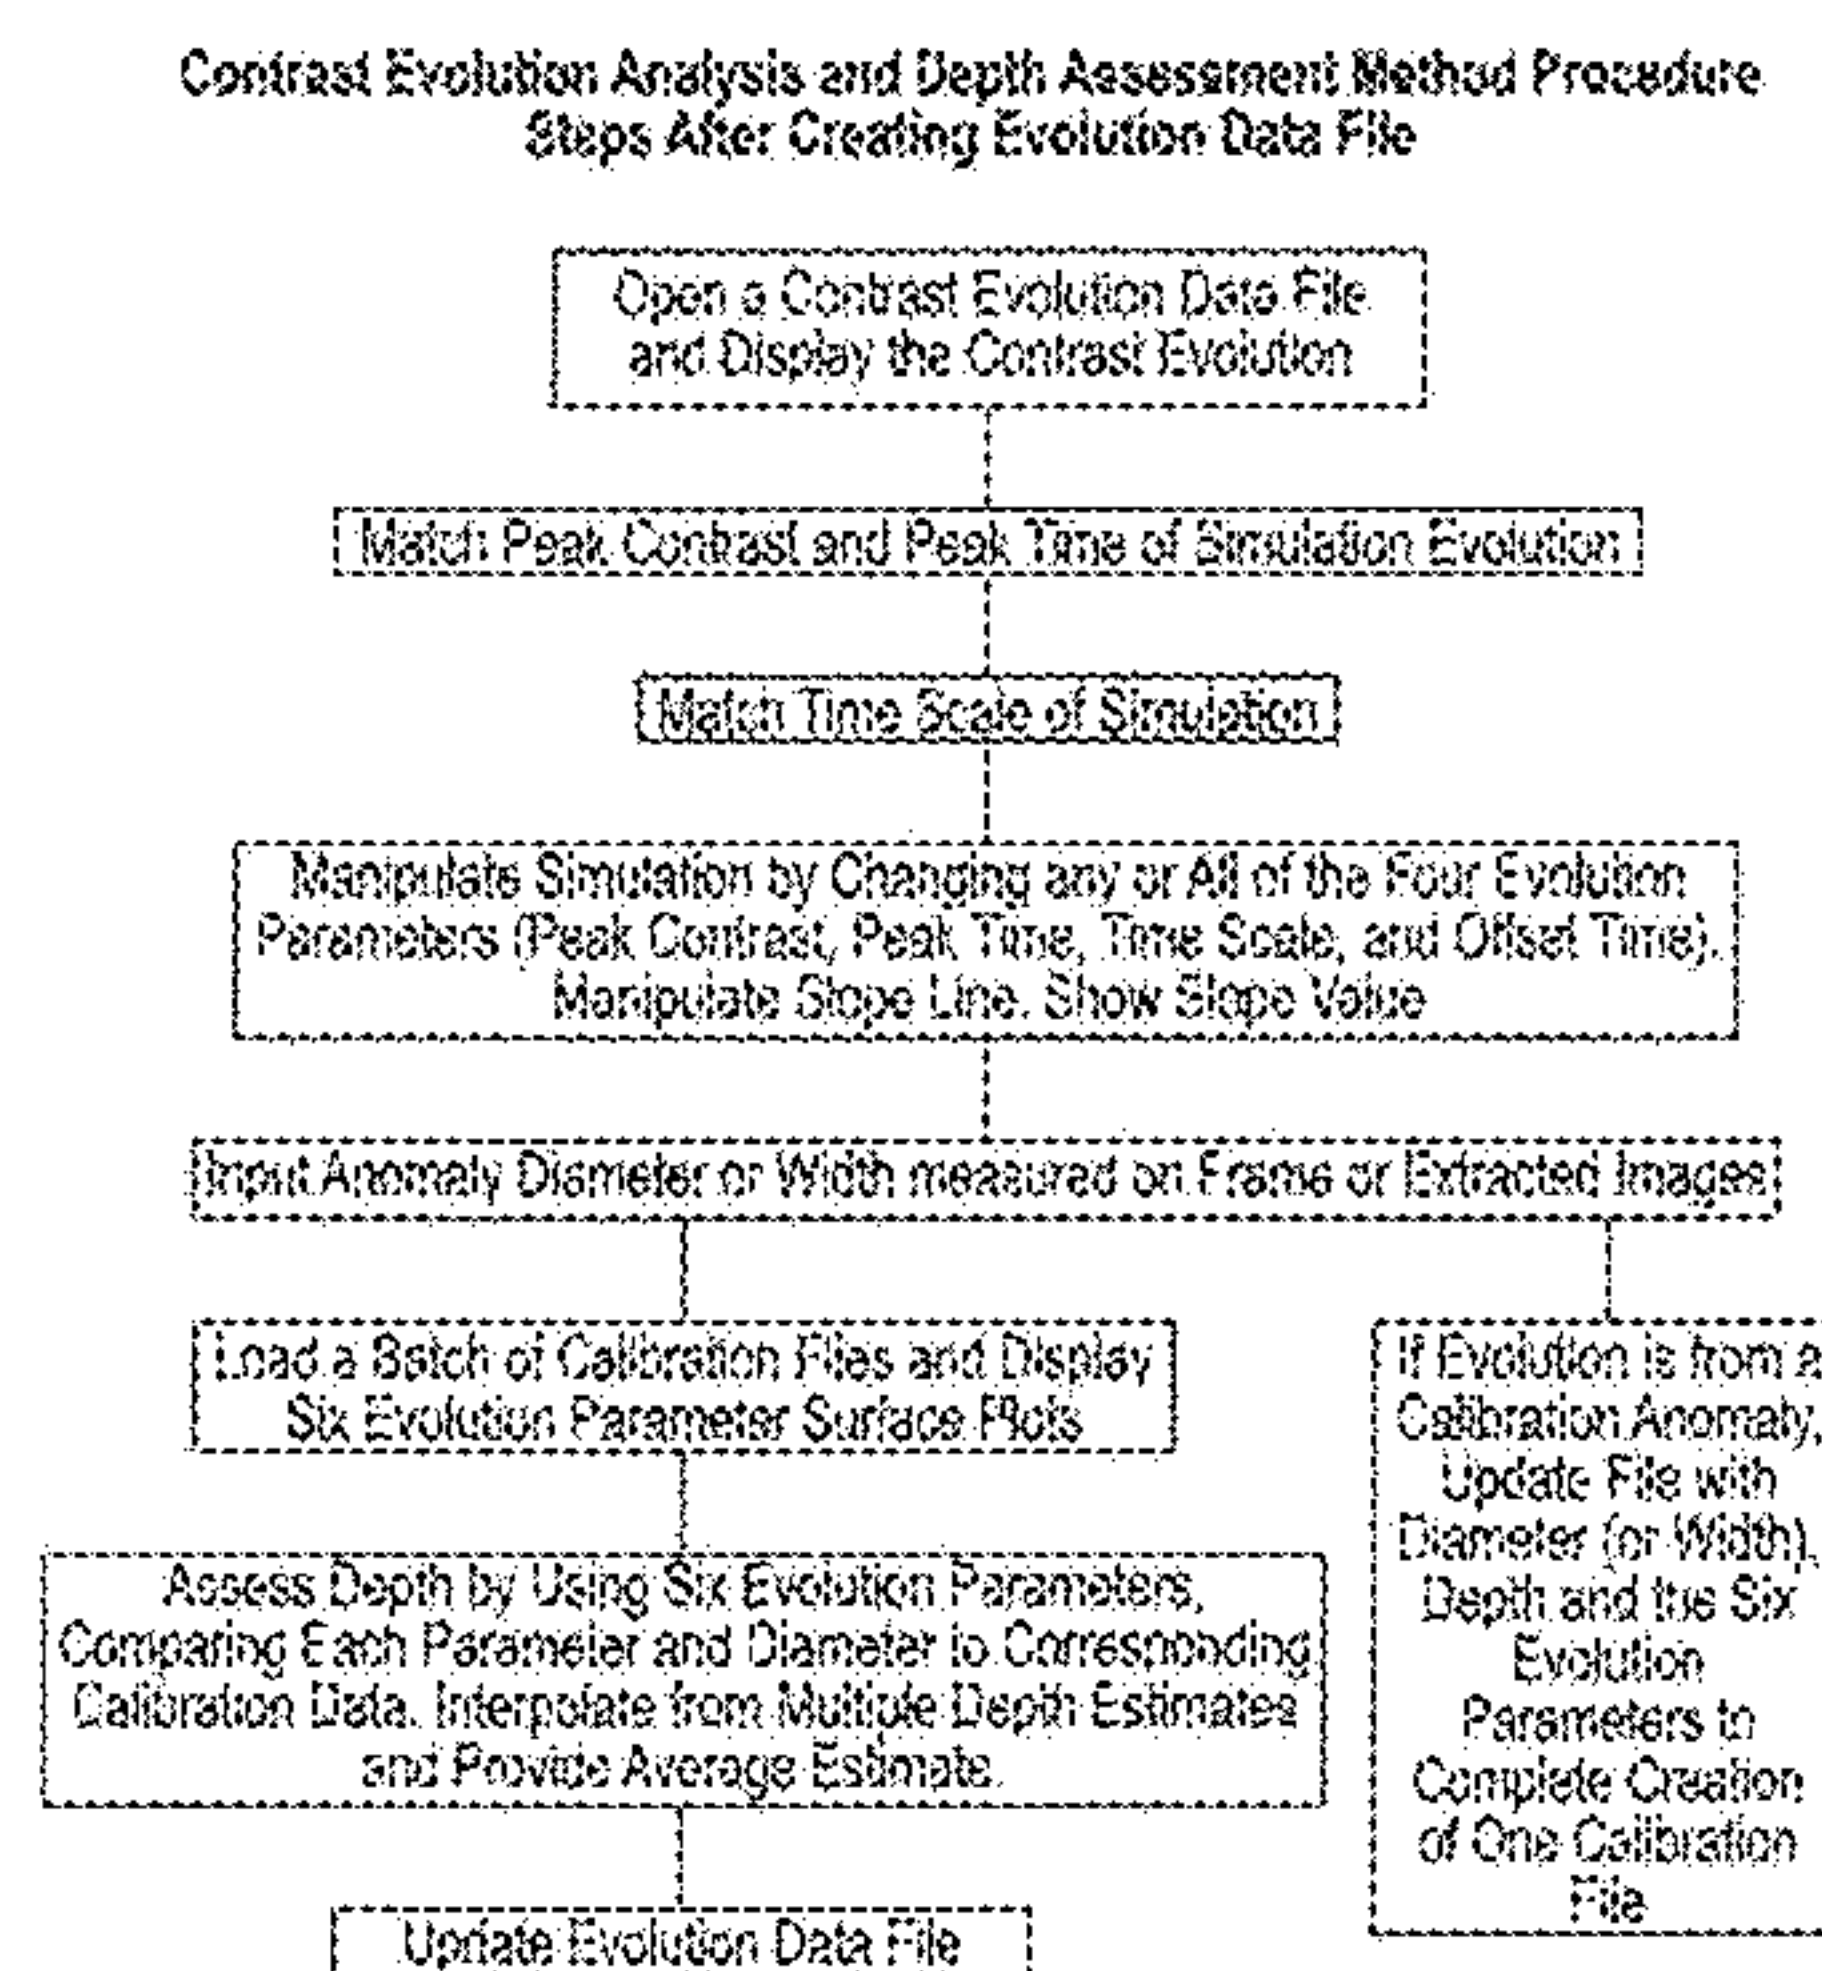 Contrast Evolution Analysis and Depth Assessment Method Procedure
Steps After Creating Evolution Data File
Open a Contrast Evolution Data File
and Display the Contrast Evolution
Match Peak Contrast and Peak Time of Simulation Evolution
Match Time Scale of Simulation
Manipulate Simulation by Changing any or All of the Four Evolution
Parameters (Peak Contrast, Peak Time, Time Scale, and Offset Time).
Manipulate Slope Line. Show Slope Value
Input Anomaly Diameter or Width measured on Frame or Extracted Images
Load a Batch of Calibration Files and Display
Six Evolution Parameter Surface Plots
Assess Depth by Using Six Evolution Parameters,
Comparing Each Parameter and Diameter to Corresponding
Calibration Data. Interpolate from Multiple Depth Estimates
and Provide Average Estimate.
Update Evolution Data File
If Evolution is from a
Calibration Anomaly,
Update File with
Diameter (or Width),
Depth and the Six
Evolution
Parameters to
Complete Creation
of One Calibration
File